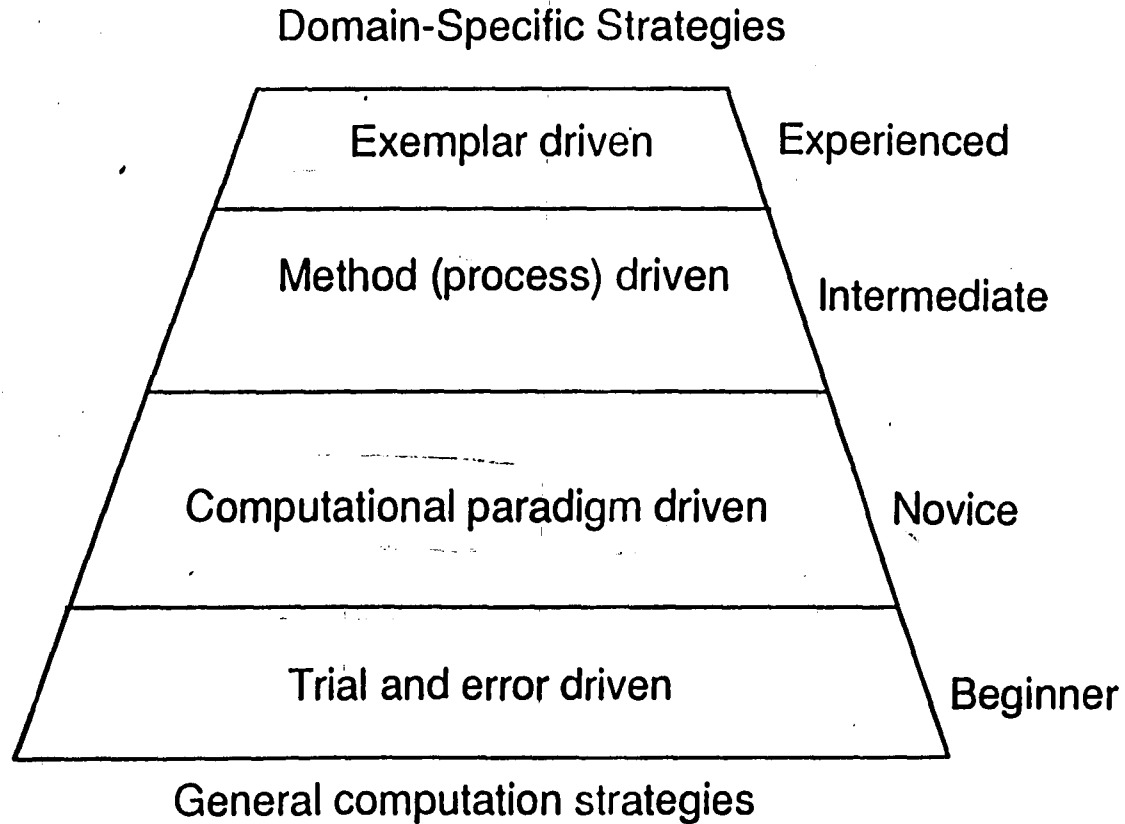 Domain-Specific Strategies
Exemplar driven
Experienced
Method (process) driven
Intermediate
Computational paradigm driven
Novice
Trial and error driven
Beginner
General computation strategies